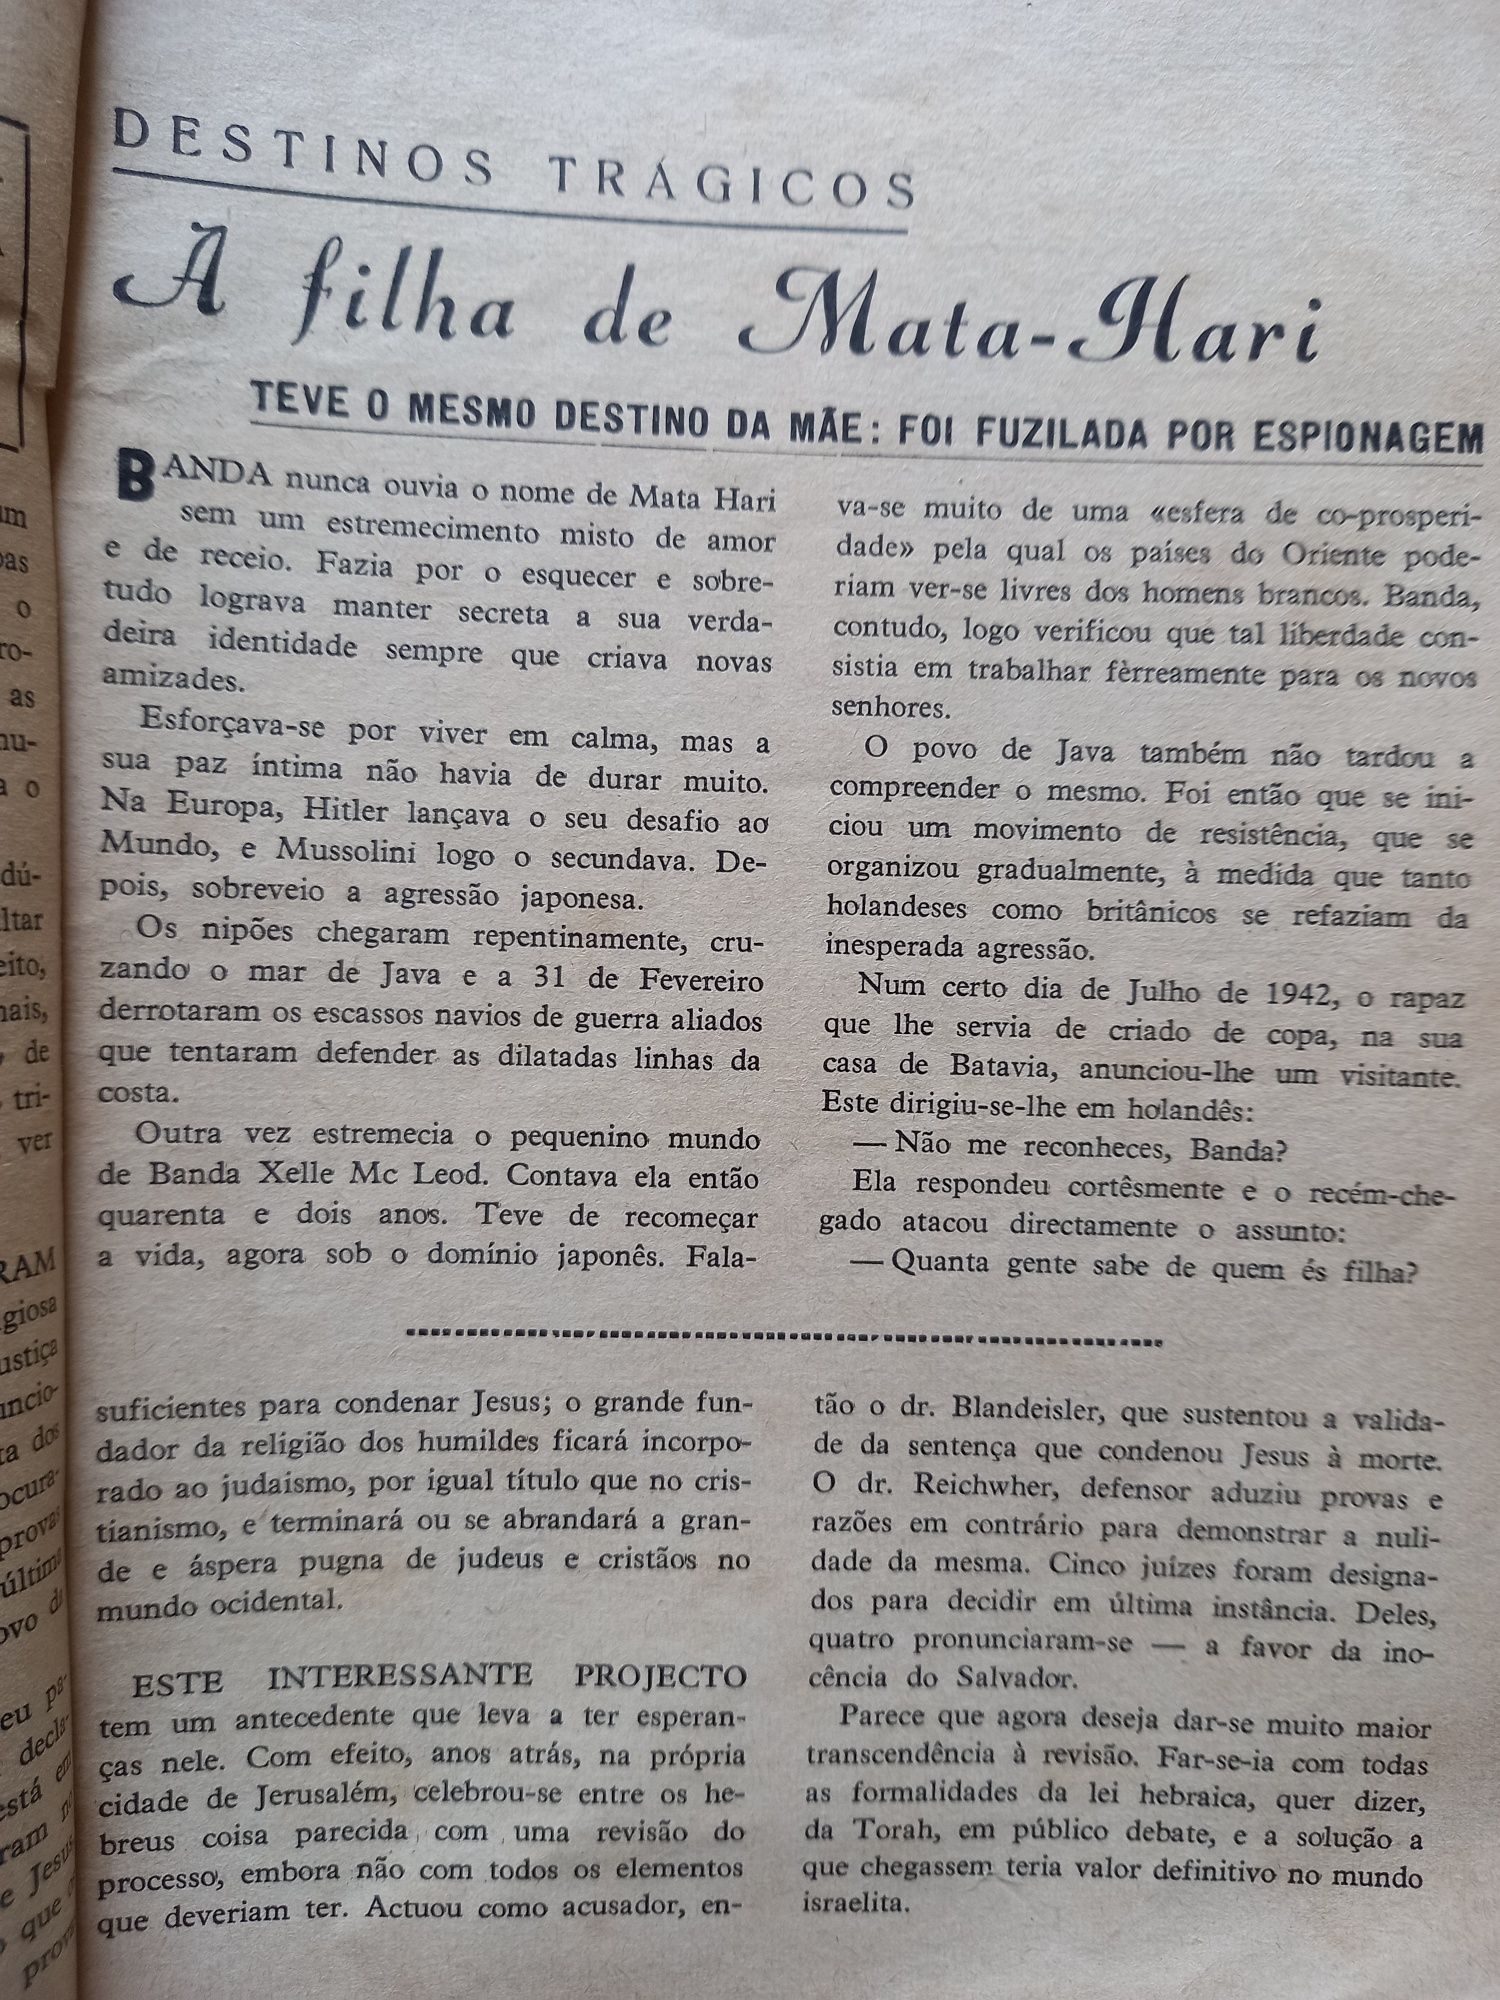 DESTINOS TRÁGICOS
A filha de Mata-Hari
TEVE O MESMO DESTINO DA MÃE: FOI FUZILADA POR ESPIONAGEM
BANDA nunca ouvia o nome de Mata Hari
sem um estremecimento misto de amor
e de receio. Fazia por o esquecer e sobre-
tudo lograva manter secreta a sua verda-
deira identidade sempre que criava novas
amizades.
Esforçava-se por viver em calma, mas a
sua paz íntima não havia de durar muito.
Na Europa, Hitler lançava o seu desafio ao
Mundo, e Mussolini logo o secundava. De-
pois, sobreveio a agressão japonesa.
Os nipões chegaram repentinamente, cru-
zando o mar de Java e a 31 de Fevereiro
derrotaram os escassos navios de guerra aliados
que tentaram defender as dilatadas linhas da
costa.
Outra vez estremecia o pequenino mundo
de Banda Xelle Mc Leod. Contava ela então
quarenta e dois anos. Teve de recomeçar
a vida, agora sob o domínio japonês. Fala-
va-se muito de uma «esfera de co-prosperi-
dade» pela qual os países do Oriente pode-
riam ver-se livres dos homens brancos. Banda,
contudo, logo verificou que tal liberdade con-
sistia em trabalhar fèrreamente para os novos
senhores.
O povo de Java também não tardou a
compreender o mesmo. Foi então que se ini-
ciou um movimento de resistência, que se
organizou gradualmente, à medida que tanto
holandeses como britânicos se refaziam da
inesperada agressão.
Num certo dia de Julho de 1942, o rapaz
que lhe servia de criado de copa, na sua
casa de Batavia, anunciou-lhe um visitante.
Este dirigiu-se-lhe em holandês:
— Não me reconheces, Banda?
Ela respondeu cortêsmente e o recém-che-
gado atacou directamente o assunto:
— Quanta gente sabe de quem és filha?
suficientes para condenar Jesus; o grande fun-
dador da religião dos humildes ficará incorpo-
rado ao judaismo, por igual título que no cris-
tianismo, e terminará ou se abrandará a gran-
de e áspera pugna de judeus e cristãos no
mundo ocidental.
ESTE INTERESSANTE PROJECTO
tem um antecedente que leva a ter esperan-
ças nele. Com efeito, anos atrás, na própria
cidade de Jerusalém, celebrou-se entre os he-
breus coisa parecida com uma revisão do
processo, embora não com todos os elementos
que deveriam ter. Actuou como acusador, en-
tão o dr. Blandeisler, que sustentou a valida-
de da sentença que condenou Jesus à morte.
O dr. Reichwher, defensor aduziu provas e
razões em contrário para demonstrar a nuli-
dade da mesma. Cinco juízes foram designa-
dos para decidir em última instância. Deles,
quatro pronunciaram-se — a favor da ino-
cência do Salvador.
Parece que agora deseja dar-se muito maior
transcendência à revisão. Far-se-ia com todas
as formalidades da lei hebraica, quer dizer,
da Torah, em público debate, e a solução a
que chegassem teria valor definitivo no mundo
israelita.